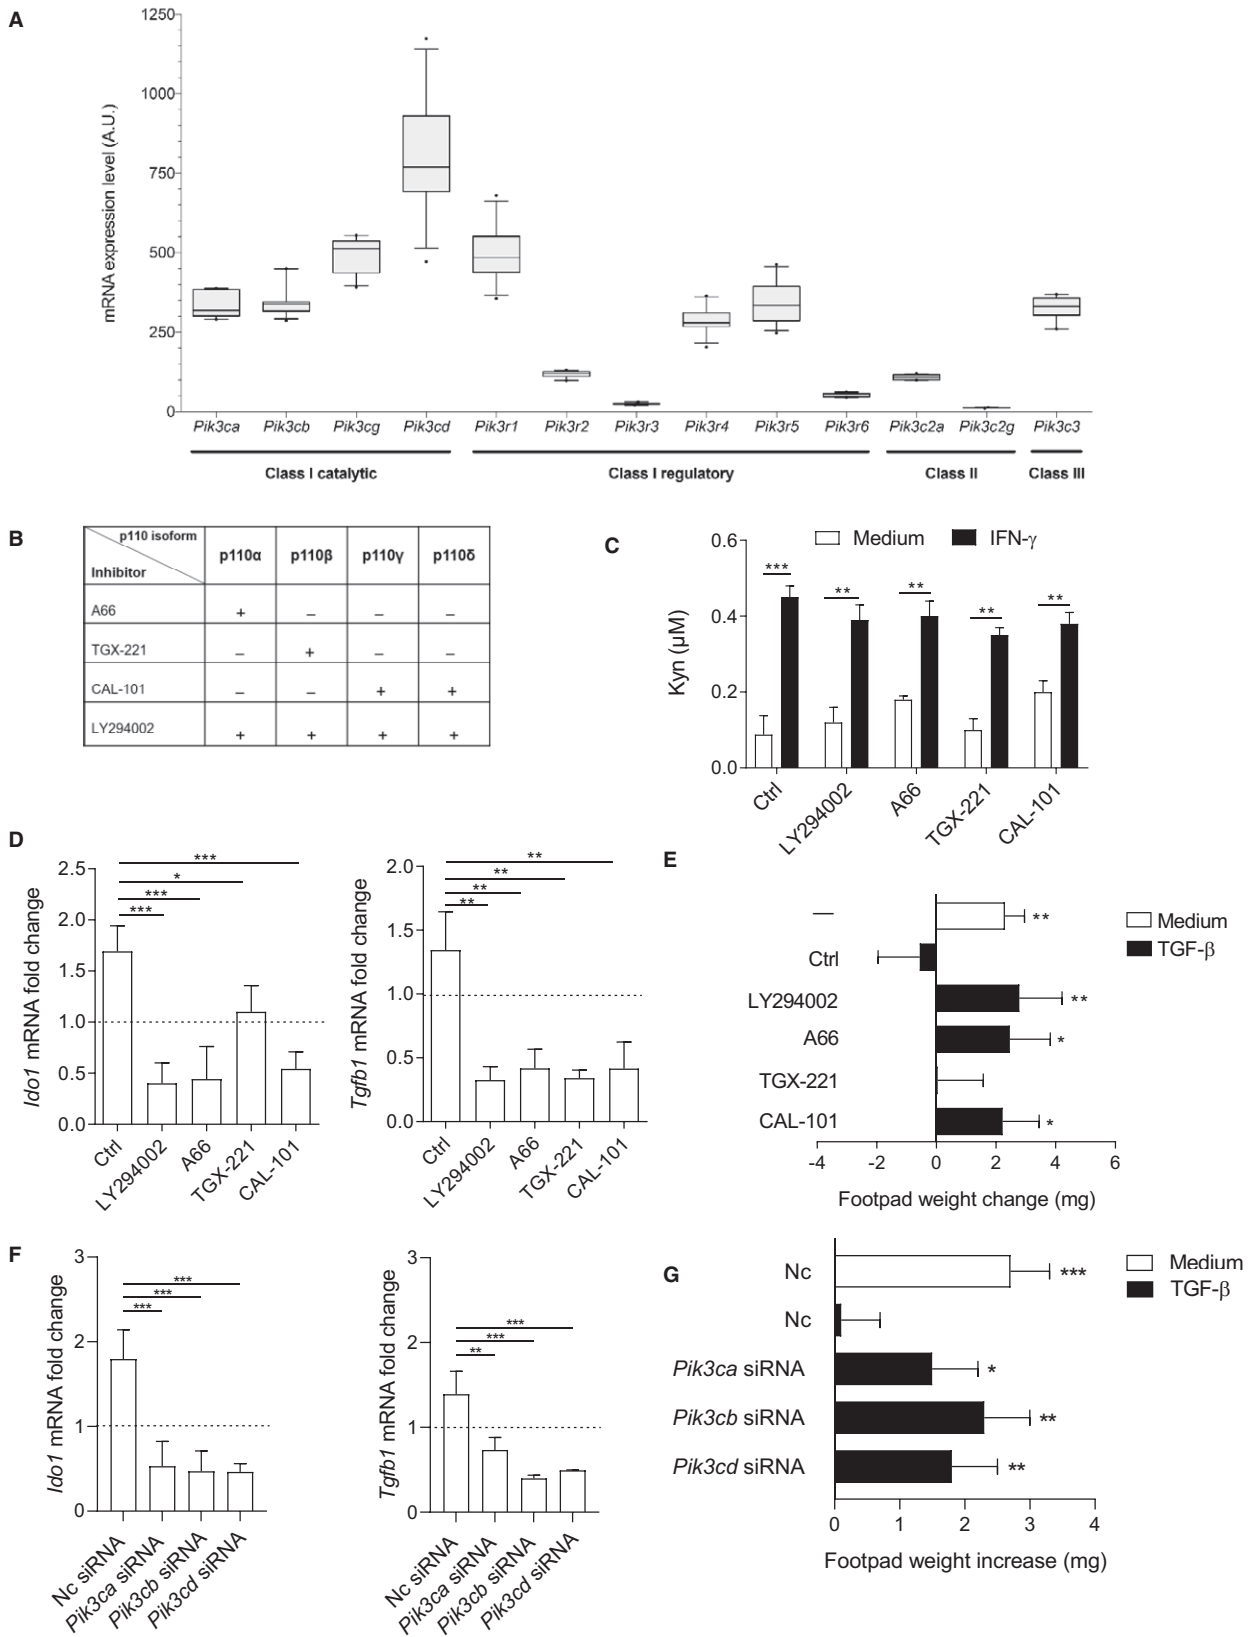 A
1250
1000
750
500
250
0
mRNA expression level (A.U.)
Pik3ca Pik3cb Pik3cg Pik3cd Pik3r1 Pik3r2 Pik3r3 Pik3r4 Pik3r5 Pik3r6 Pik3c2a Pik3c2g Pik3c3
Class I catalytic Class I regulatory Class II Class III
B
p110 isoform
Inhibitor
p110α p110β p110γ p110δ
A66 + – – –
TGX-221 – + – –
CAL-101 – – + +
LY294002 + + + +
C
Medium IFN-γ
0.6
0.4
0.2
0.0
Kyn (µM)
*** ** ** ** **
Ctrl LY294002 A66 TGX-221 CAL-101
D
2.5
2.0
1.5
1.0
0.5
0.0
Ido1 mRNA fold change
***
*
***
***
Ctrl LY294002 A66 TGX-221 CAL-101
2.0
1.5
1.0
0.5
0.0
Tgfb1 mRNA fold change
**
**
**
**
Ctrl LY294002 A66 TGX-221 CAL-101
E
Medium
TGF-β
— **
Ctrl
LY294002 **
A66 *
TGX-221
CAL-101 *
-4 -2 0 2 4 6
Footpad weight change (mg)
F
3
2
1
0
Ido1 mRNA fold change
***
***
***
Nc siRNA Pik3ca siRNA Pik3cb siRNA Pik3cd siRNA
3
2
1
0
Tgfb1 mRNA fold change
***
***
**
Nc siRNA Pik3ca siRNA Pik3cb siRNA Pik3cd siRNA
G
Medium
TGF-β
Nc ***
Nc
Pik3ca siRNA *
Pik3cb siRNA **
Pik3cd siRNA **
0 1 2 3 4
Footpad weight increase (mg)